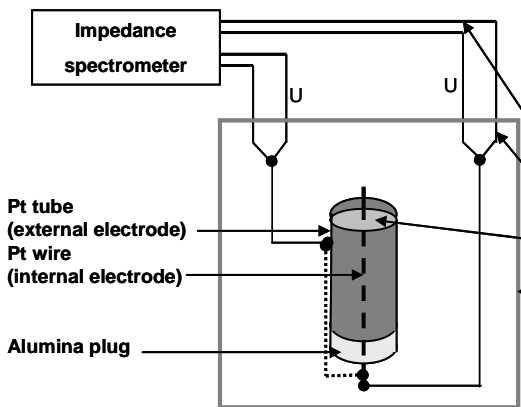 Impedance
spectrometer
U
U
Pt tube
(external electrode)
Pt wire
(internal electrode)
Alumina plug